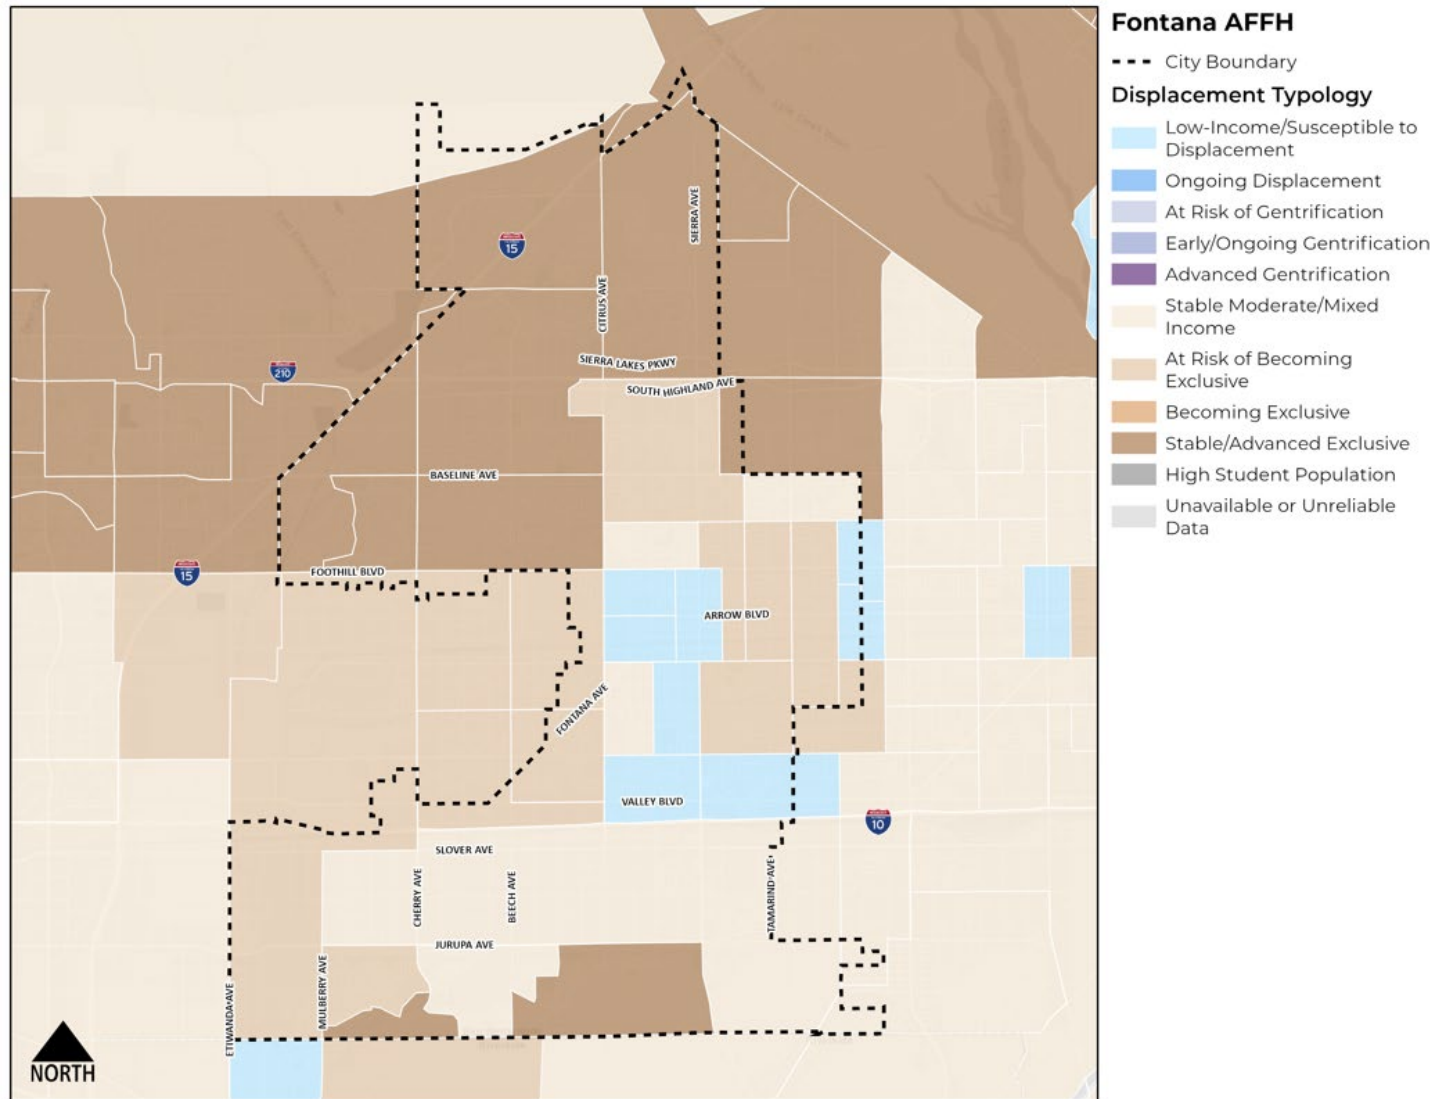 Fontana AFFH
City Boundary
Displacement Typology
Low-Income/Susceptible to
Displacement
Ongoing Displacement
At Risk of Gentrification
Early/Ongoing Gentrification
Advanced Gentrification
Stable Moderate/Mixed
Income
At Risk of Becoming
Exclusive
Becoming Exclusive
Stable/Advanced Exclusive
High Student Population
Unavailable or Unreliable
Data
SIERRA AVE
15
CITRUS AVE
SIERRA LAKES PKWY
210
SOUTH HIGHLAND AVE
BASELINE AVE
15
FOOTHILL BLVD
ARROW BLVD
FONTANA AVE
VALLEY BLVD
10
SLOVER AVE
CHERRY AVE
BEECH AVE
TAMARIND AVE
JURUPA AVE
MULBERRY AVE
ETIWANDA AVE
NORTH